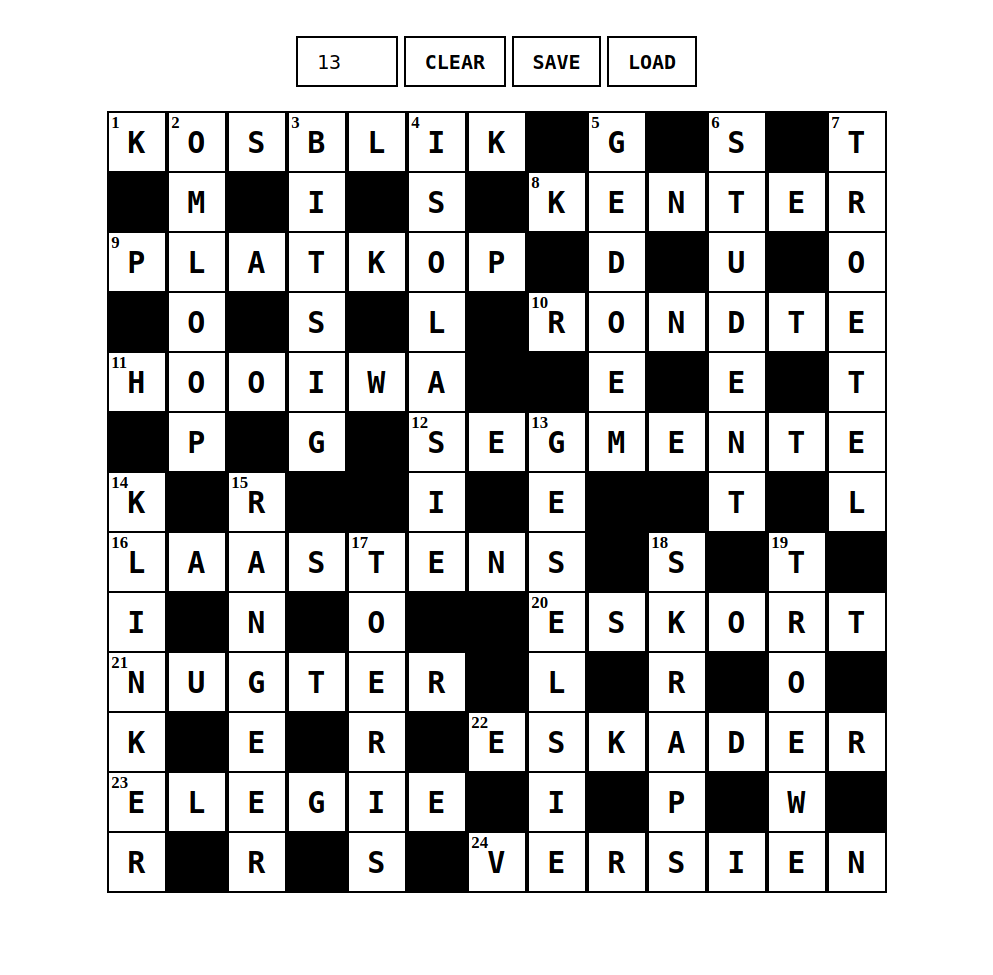 13 CLEAR SAVE LOAD
1 K 2 O S 3 B L 4 I K 5 G 6 S 7 T
M I S 8 K E N T E R
9 P L A T K O P D U O
O S L 10 R O N D T E
11 H O O I W A E E T
P G 12 S E 13 G M E N T E
14 K 15 R I E T L
16 L A A S 17 T E N S 18 S 19 T
I N O 20 E S K O R T
21 N U G T E R L R O
K E R 22 E S K A D E R
23 E L E G I E I P W
R R S 24 V E R S I E N